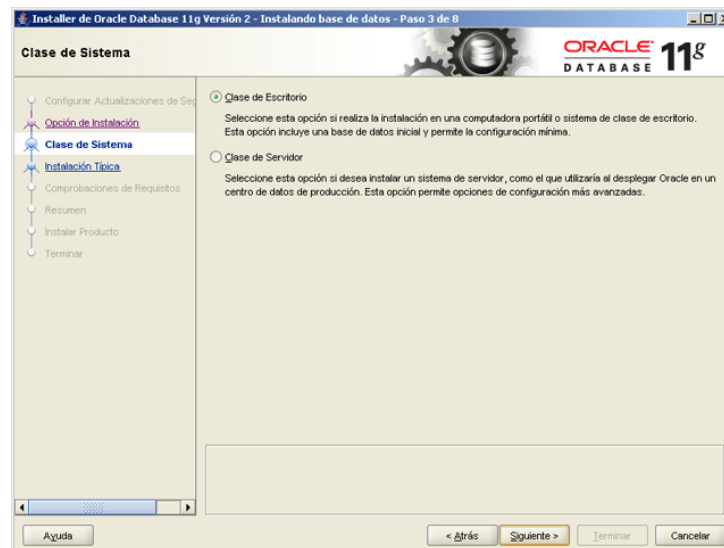 Installer de Oracle Database 11g Versión 2 - Instalando base de datos - Paso 3 de 8
Clase de Sistema
ORACLE
DATABASE 11g
Configurar Actualizaciones de Seg
Opción de Instalación
Clase de Sistema
Instalación Típica
Comprobaciones de Requisitos
Resumen
Instalar Producto
Terminar
Clase de Escritorio
Seleccione esta opción si realiza la instalación en una computadora portátil o sistema de clase de escritorio.
Esta opción incluye una base de datos inicial y permite la configuración mínima.
Clase de Servidor
Seleccione esta opción si desea instalar un sistema de servidor, como el que utilizaría al desplegar Oracle en un
centro de datos de producción. Esta opción permite opciones de configuración más avanzadas.
Ayuda
< Atrás
Siguiente >
Terminar
Cancelar